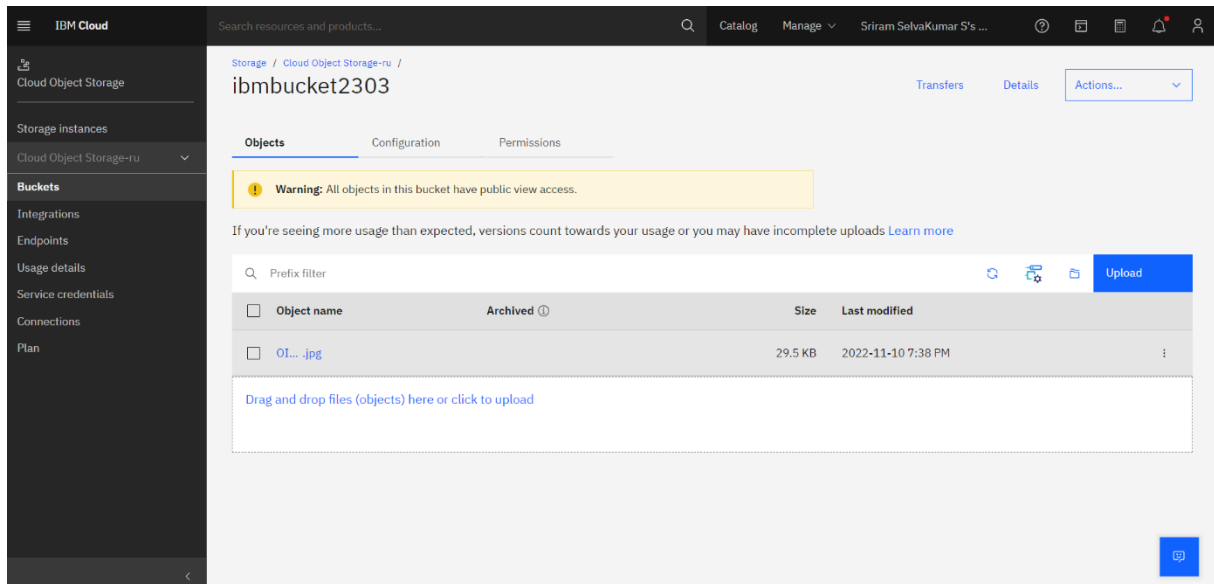 IBM Cloud
Search resources and products...
Catalog
Manage
Sriram SelvaKumar S's ...
Cloud Object Storage
Storage instances
Cloud Object Storage-ru
Buckets
Integrations
Endpoints
Usage details
Service credentials
Connections
Plan
Storage / Cloud Object Storage-ru /
ibmbucket2303
Transfers
Details
Actions...
Objects
Configuration
Permissions
Warning: All objects in this bucket have public view access.
If you're seeing more usage than expected, versions count towards your usage or you may have incomplete uploads Learn more
Prefix filter
Upload
Object name
Archived
Size
Last modified
OI... .jpg
29.5 KB
2022-11-10 7:38 PM
Drag and drop files (objects) here or click to upload